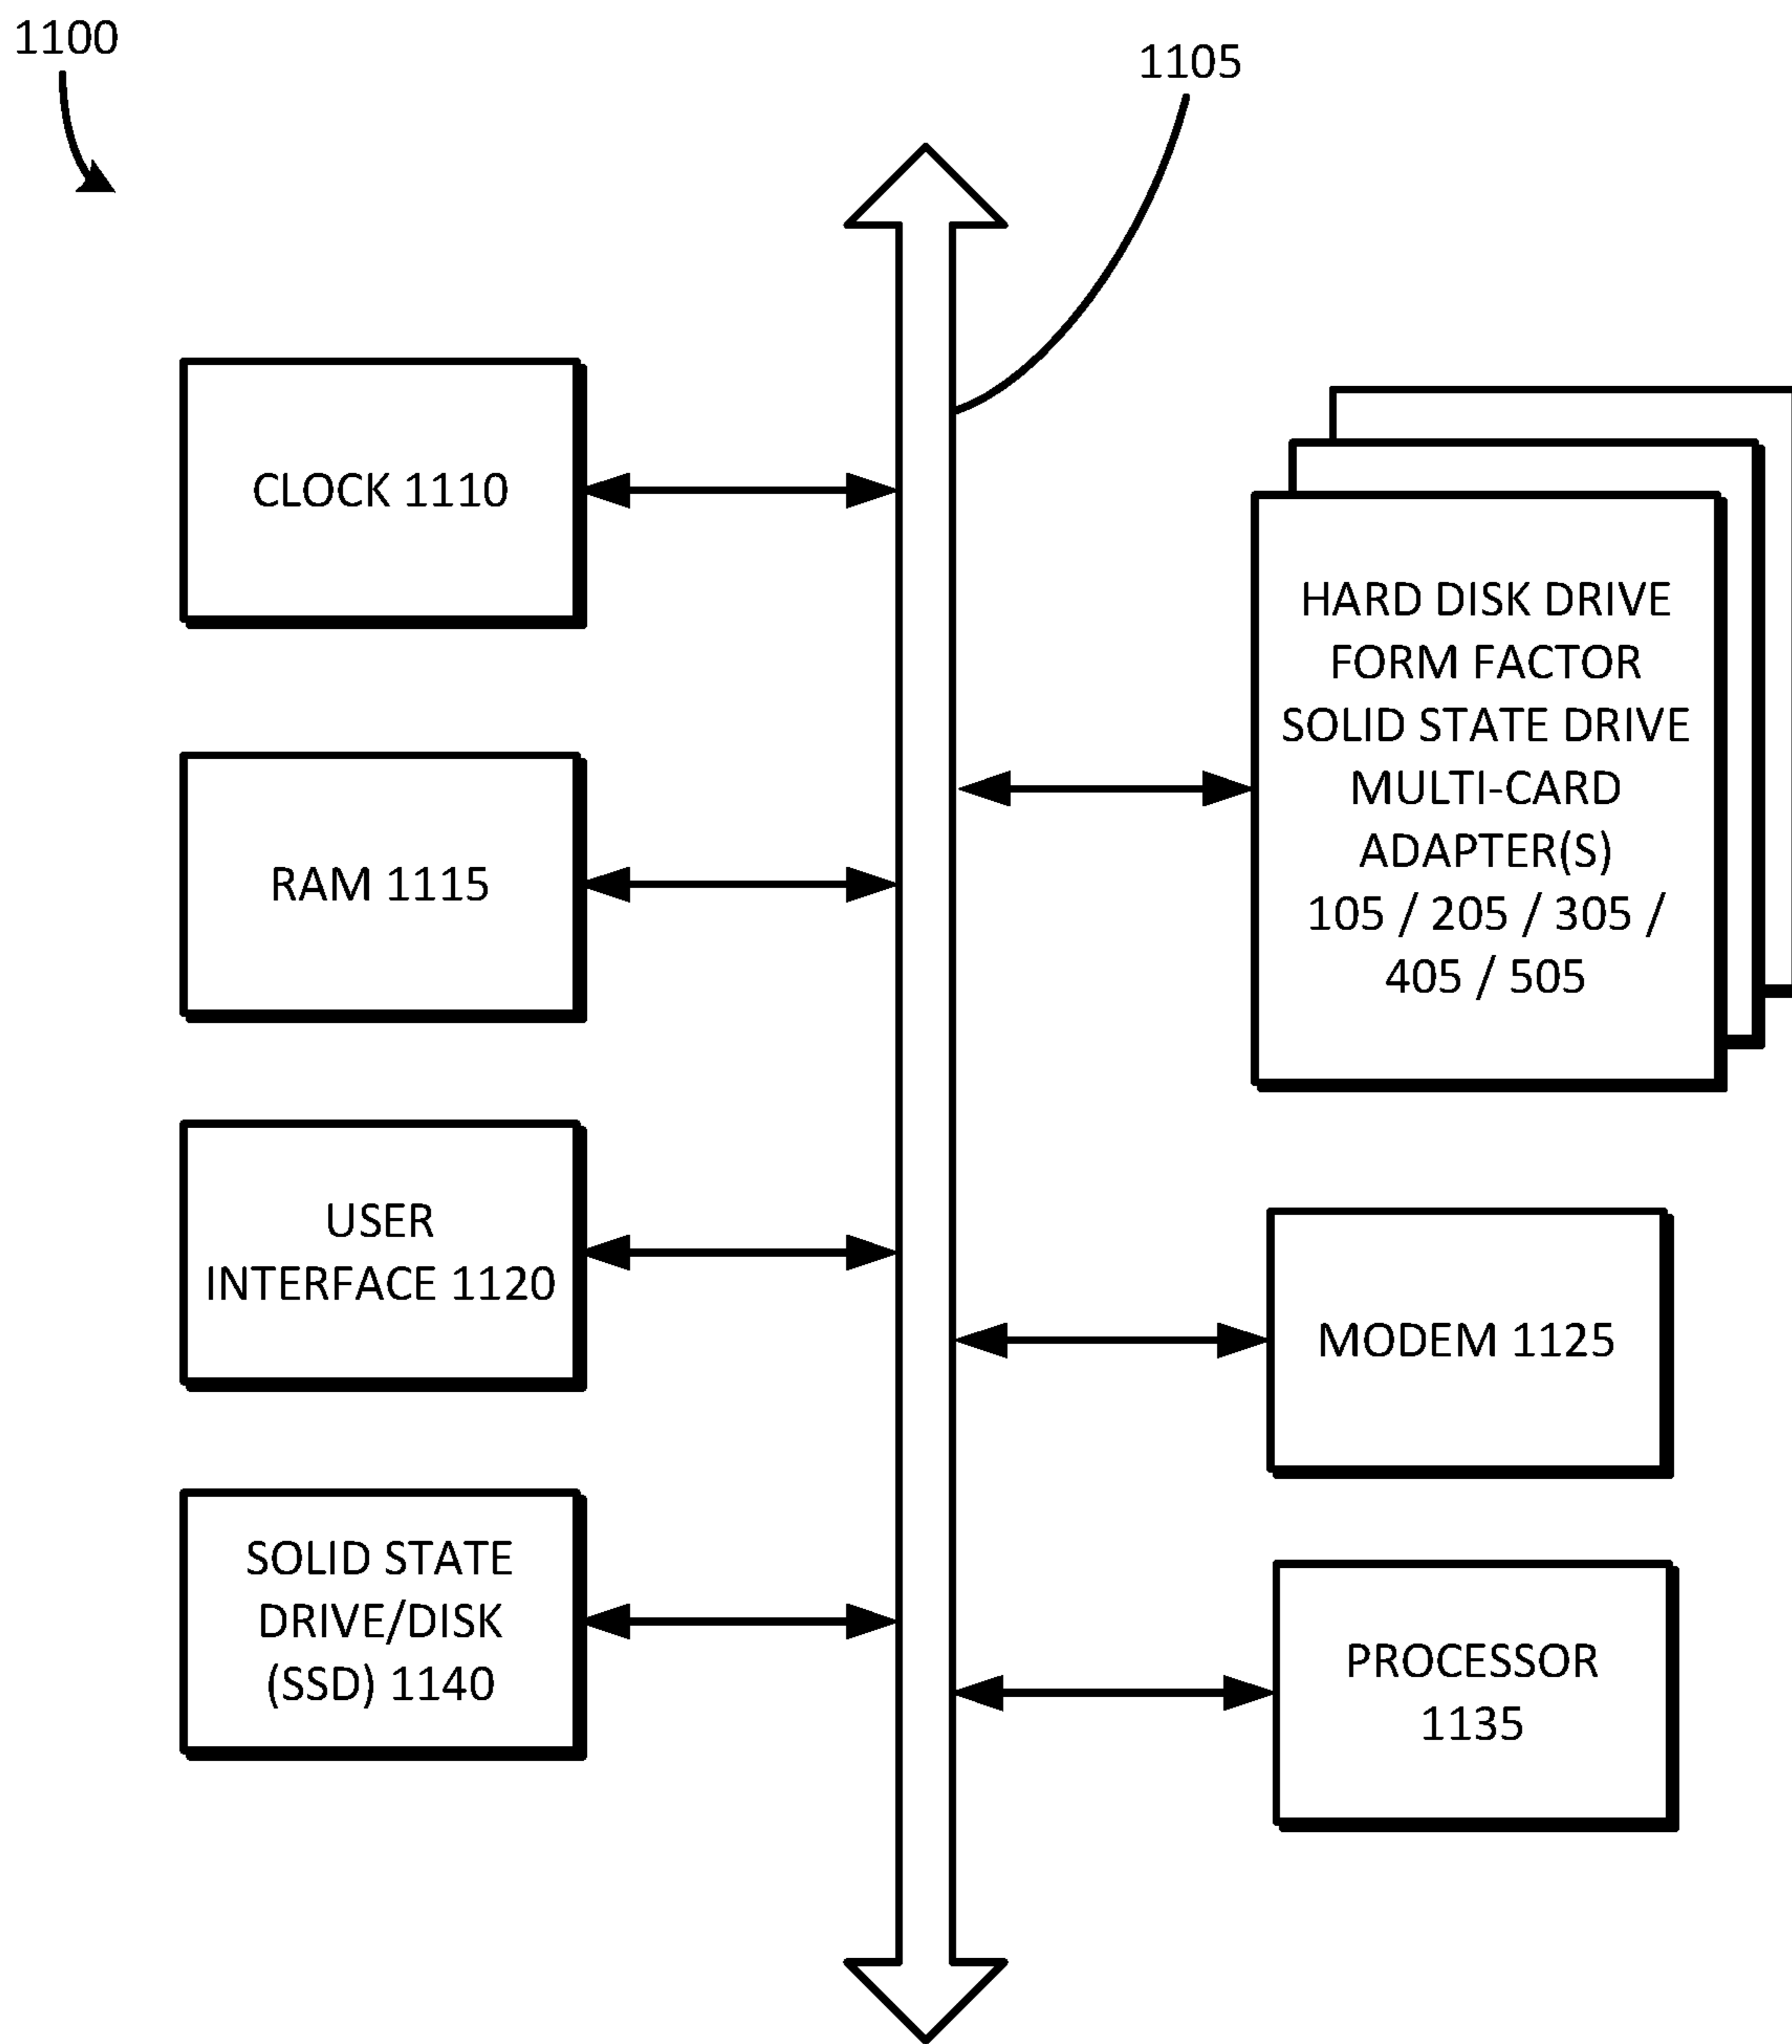 1100
1105
CLOCK 1110
RAM 1115
USER
INTERFACE 1120
SOLID STATE
DRIVE/DISK
(SSD) 1140
HARD DISK DRIVE
FORM FACTOR
SOLID STATE DRIVE
MULTI-CARD
ADAPTER(S)
105 / 205 / 305 /
405 / 505
MODEM 1125
PROCESSOR
1135